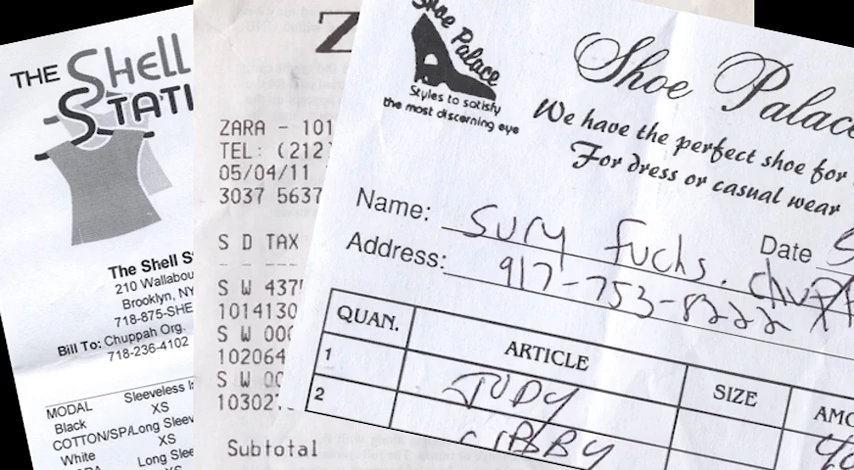 THE SHELL
STATI
The Shell S
210 Wallabou
Brooklyn, NY
718-875-SHE
Bill To: Chuppah Org.
718-236-4102
MODAL Sleeveless
Black XS
COTTON/SPA Long Sleev
White XS
Long Slee
Z
ZARA - 101
TEL: (212)
05/04/11
3037 5637
S D TAX
S W 437
1014130
S W 000
102064
S W 00
10302
Subtotal
Shoe Palace
Styles to satisfy
the most discerning eye
Shoe Palace
We have the perfect shoe for
For dress or casual wear
Name: Sury Fuchs. 
Date
Address: 917-753-8222
QUAN. ARTICLE SIZE AMO
1 JUDY
2 LIBBY